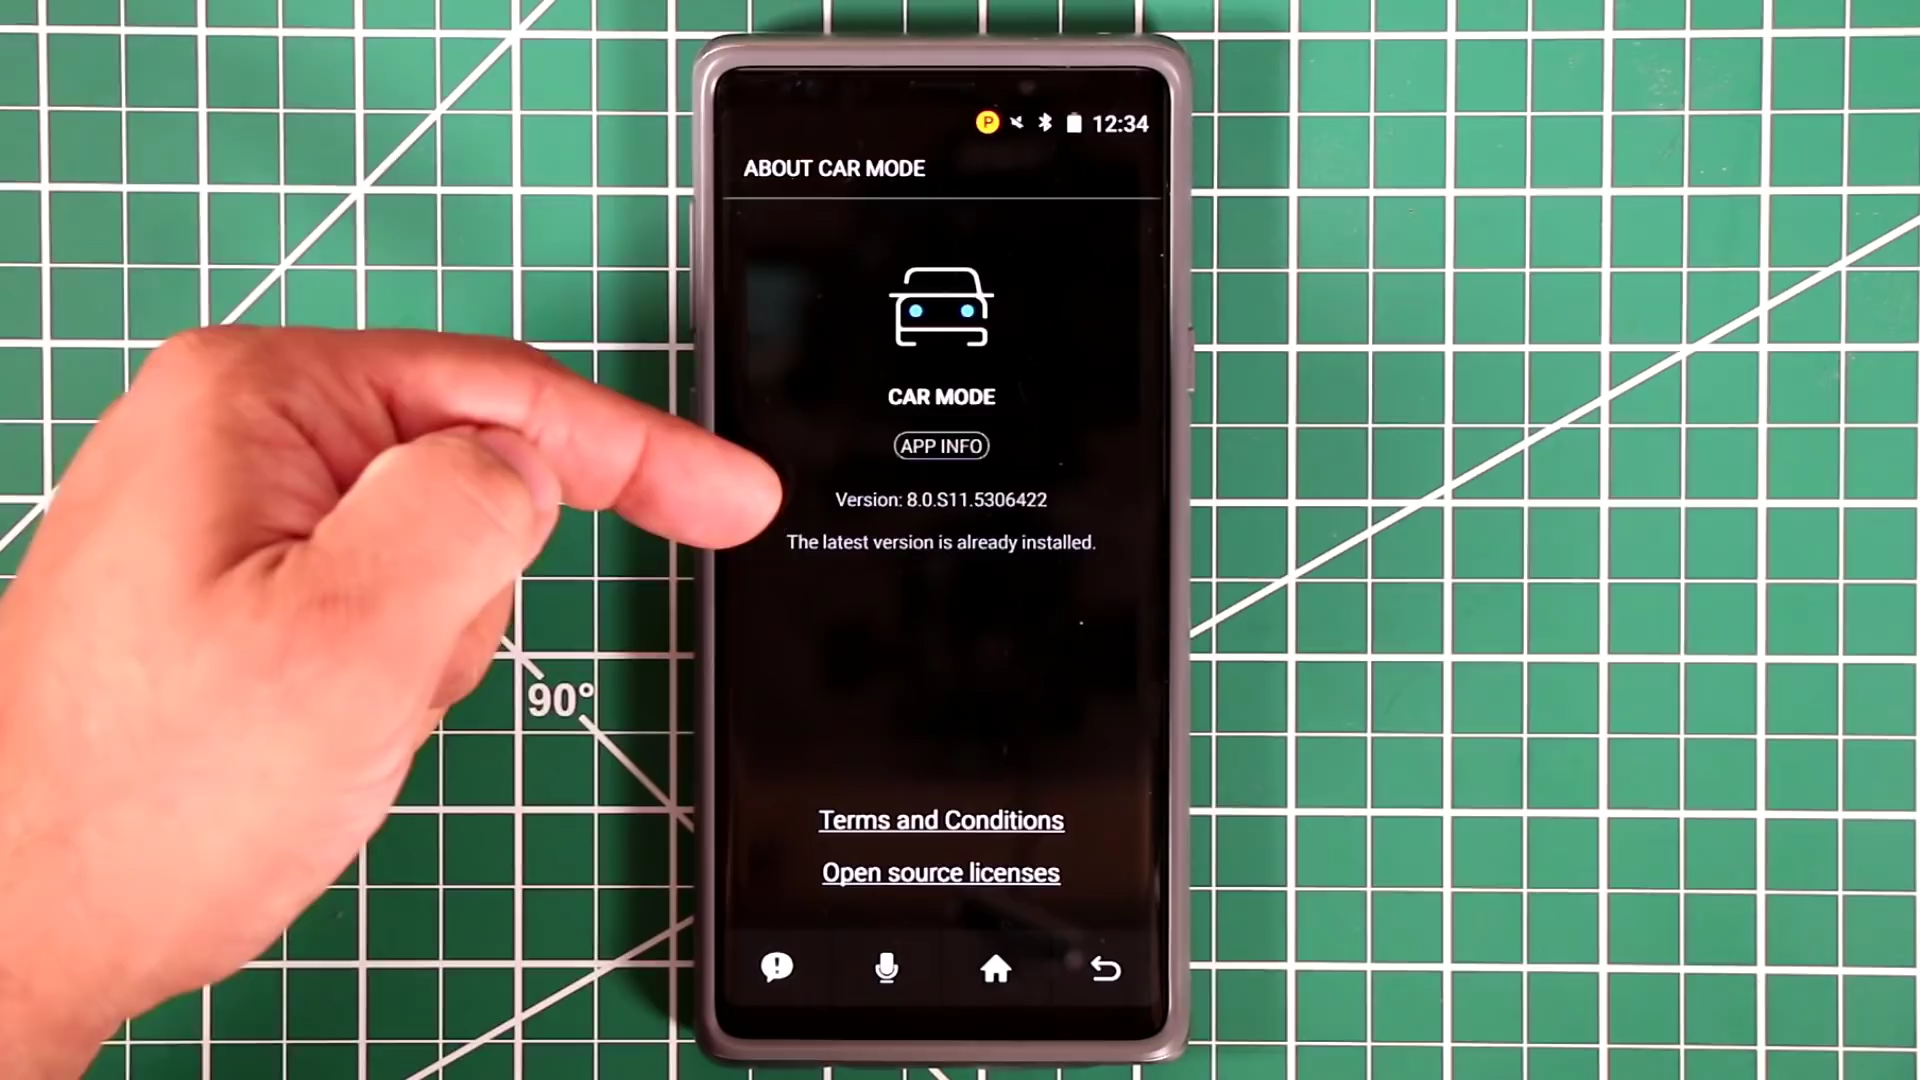 P 12:34
ABOUT CAR MODE
CAR MODE
APP INFO
Version: 8.0.S11.5306422
The latest version is already installed.
90°
Terms and Conditions
Open source licenses